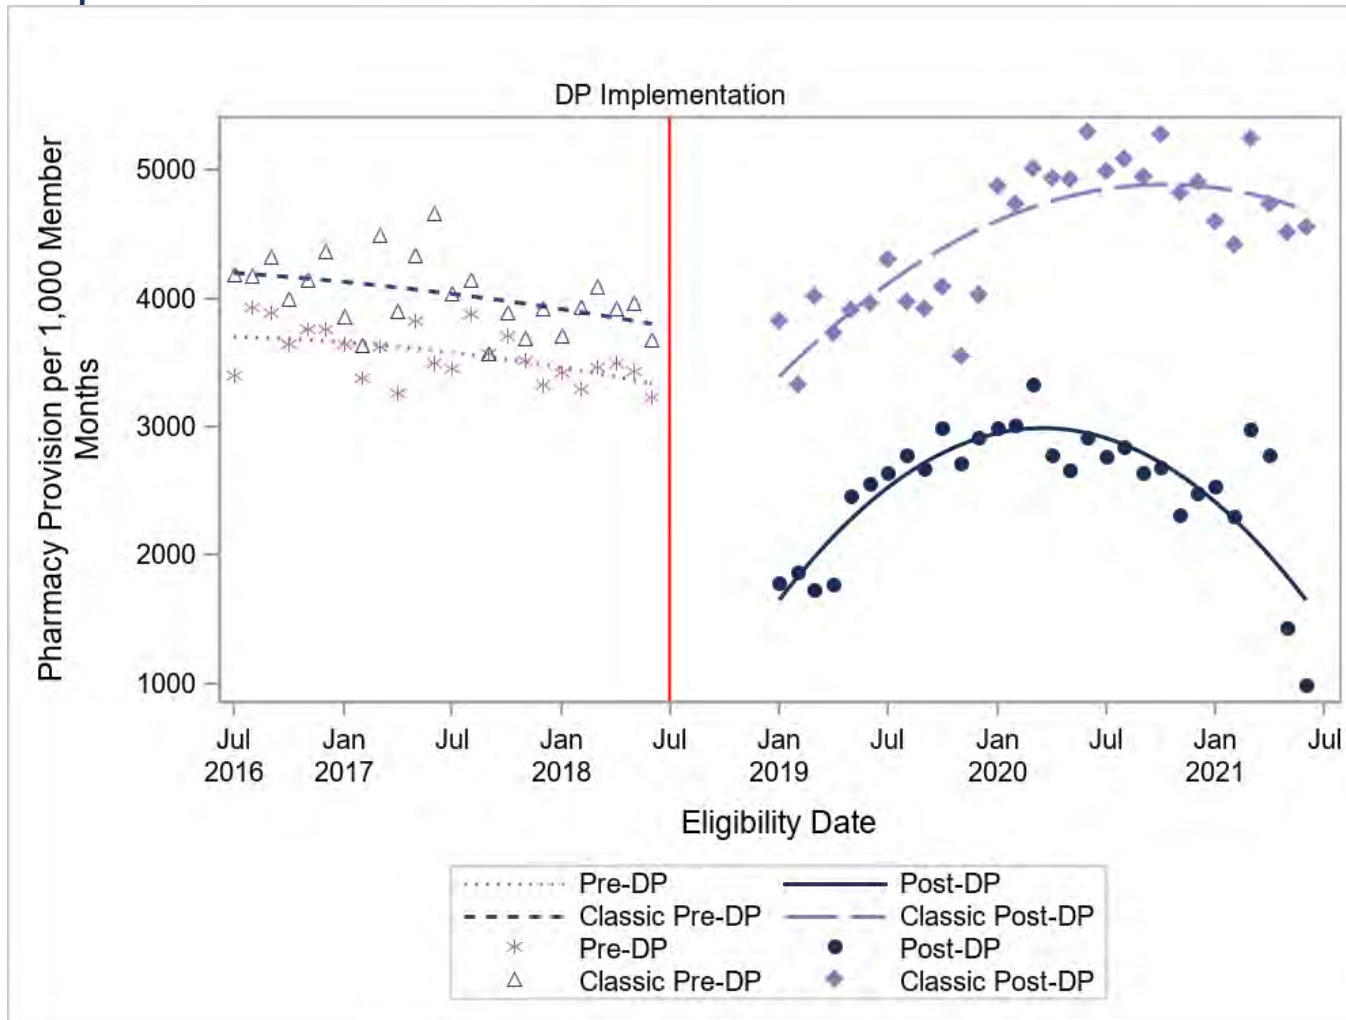 DP Implementation
Pharmacy Provision per 1,000 Member
Months
5000
4000
3000
2000
1000
Jul Jan Jul Jan Jul Jan Jul Jan Jul Jan Jul
2016 2017 2018 2019 2020 2021
Eligibility Date
Pre-DP Post-DP
Classic Pre-DP Classic Post-DP
Pre-DP Post-DP
Classic Pre-DP Classic Post-DP